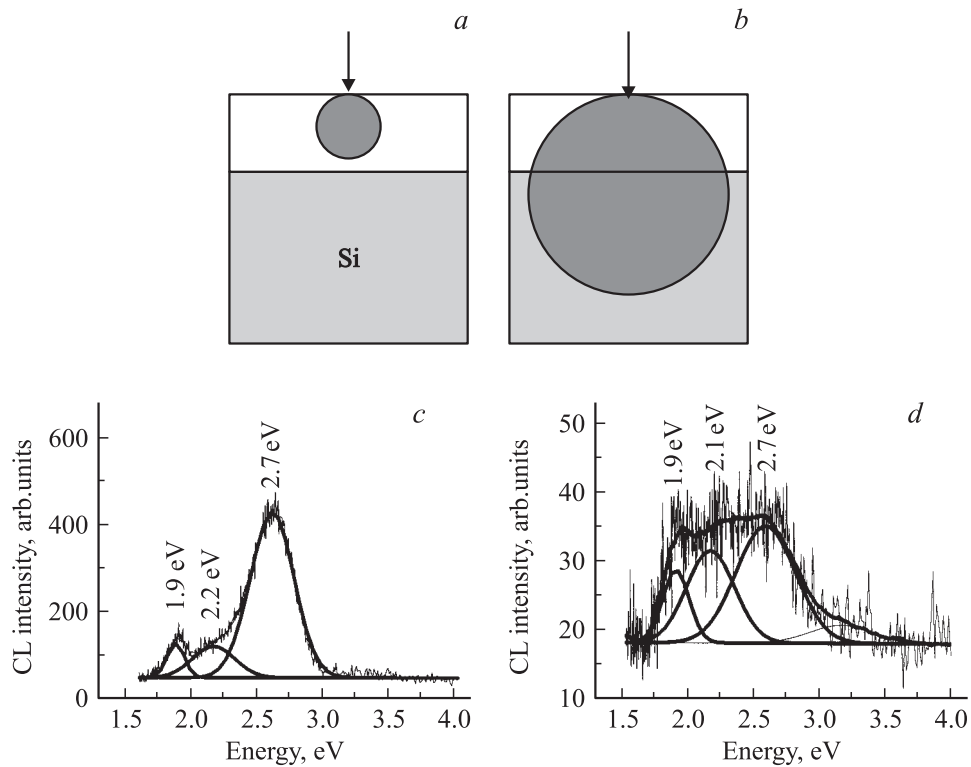 a
b
Si
c
CL intensity, arb.units
600
400
200
0
1.9 eV
2.2 eV
2.7 eV
1.5 2.0 2.5 3.0 3.5 4.0
Energy, eV
d
CL intensity, arb.units
50
40
30
20
10
1.9 eV
2.1 eV
2.7 eV
1.5 2.0 2.5 3.0 3.5 4.0
Energy, eV